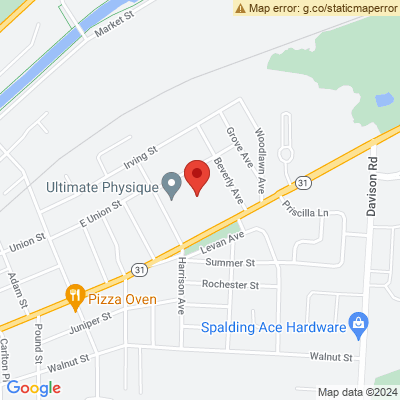 Map error: g.co/staticmaperror
Market St
Irving St
Grove Ave
Woodlawn Ave
Beverly Ave
Davison Rd
Ultimate Physique
31
Priscilla Ln
E Union St
Union St
Levan Ave
Summer St
31
Harrison Ave
Rochester St
Adam St
Pizza Oven
Juniper St
Spalding Ace Hardware
Pound St
Carlton Pl
Walnut St
Walnut St
Google
Map data ©2024